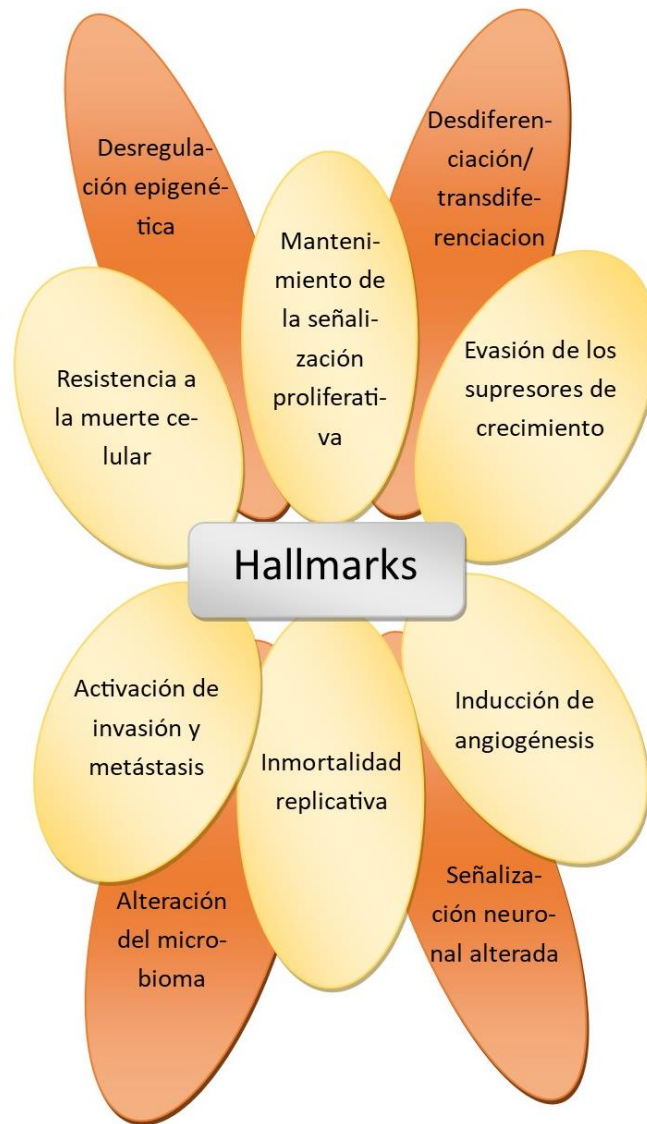 Desregula-
ción epigené-
tica
Desdiferen-
ciación/
transdife-
renciacion
Manteni-
miento de
la señali-
zación
proliferati-
va
Resistencia a
la muerte ce-
lular
Evasión de los
supresores de
crecimiento
Hallmarks
Activación de
invasión y
metástasis
Inmortalidad
replicativa
Inducción de
angiogénesis
Alteración
del micro-
bioma
Señaliza-
ción neuro-
nal alterada